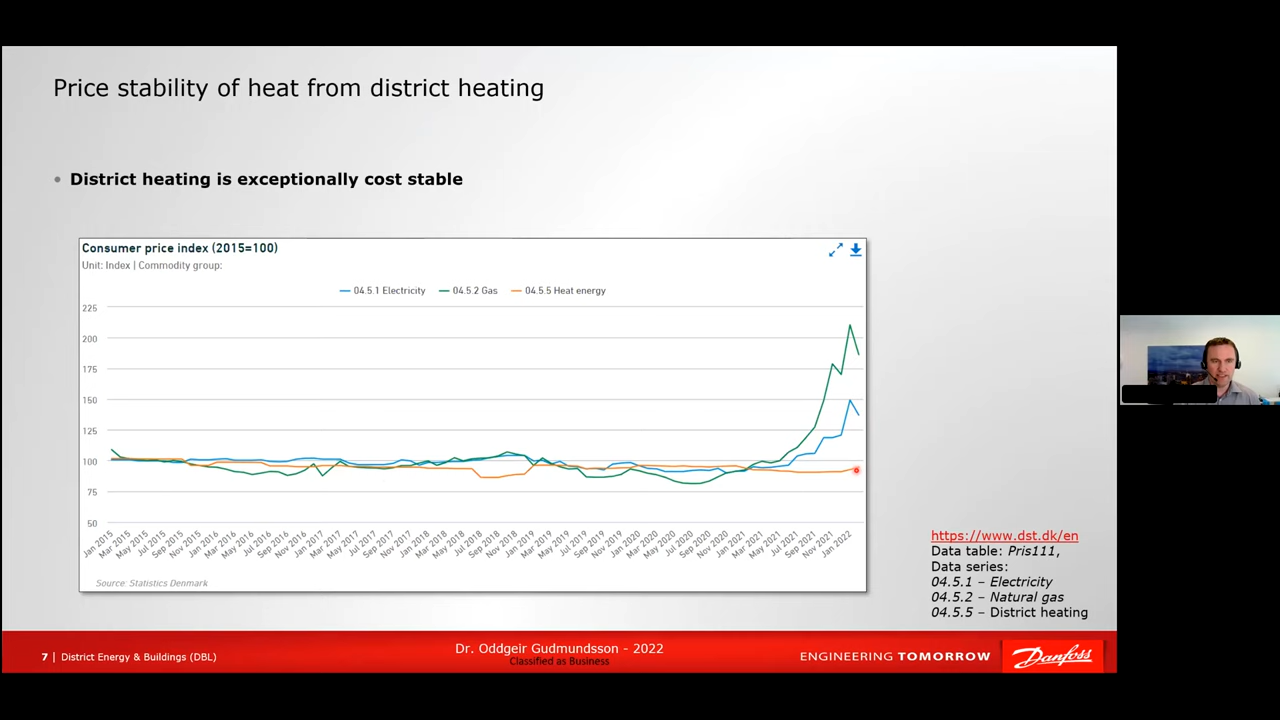 Price stability of heat from district heating
• District heating is exceptionally cost stable
Consumer price index (2015=100)
Unit: Index | Commodity group:
04.5.1 Electricity 04.5.2 Gas 04.5.5 Heat energy
225
200
175
150
125
100
75
50
Jan 2015 Mar 2015 May 2015 Jul 2015 Sep 2015 Nov 2015 Jan 2016 Mar 2016 May 2016 Jul 2016 Sep 2016 Nov 2016 Jan 2017 Mar 2017 May 2017 Jul 2017 Sep 2017 Nov 2017 Jan 2018 Mar 2018 May 2018 Jul 2018 Sep 2018 Nov 2018 Jan 2019 Mar 2019 May 2019 Jul 2019 Sep 2019 Nov 2019 Jan 2020 Mar 2020 May 2020 Jul 2020 Sep 2020 Nov 2020 Jan 2021 Mar 2021 May 2021 Jul 2021 Sep 2021 Nov 2021 Jan 2022
Source: Statistics Denmark
https://www.dst.dk/en
Data table: Pris111,
Data series:
04.5.1 – Electricity
04.5.2 – Natural gas
04.5.5 – District heating
7 | District Energy & Buildings (DBL)
Dr. Oddgeir Gudmundsson - 2022
Classified as Business
ENGINEERING TOMORROW
Danfoss